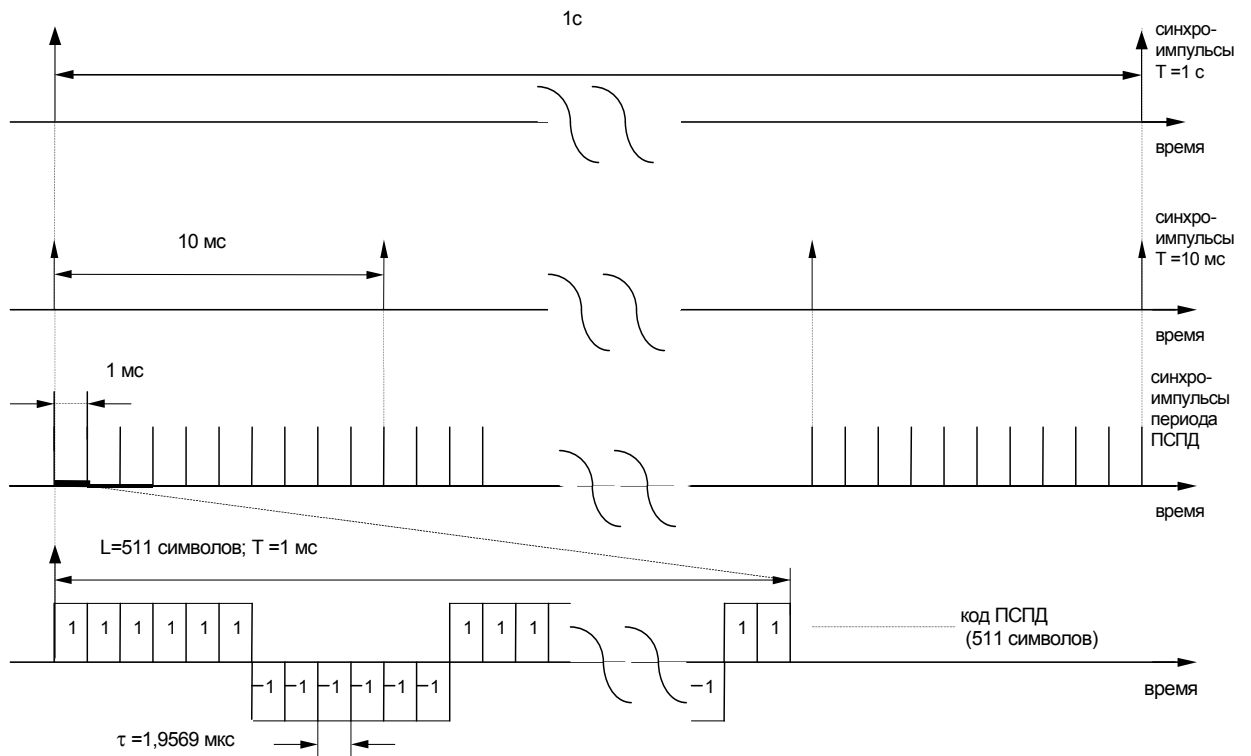 1с
синхро-
импульсы
T =1 с
время
10 мс
синхро-
импульсы
T =10 мс
время
1 мс
синхро-
импульсы
периода
ПСПД
время
L=511 символов; T =1 мс
1 1 1 1 1 1 1 1 1 1 1
код ПСПД
(511 символов)
−1 −1 −1 −1 −1 −1 −1
время
τ =1,9569 мкс